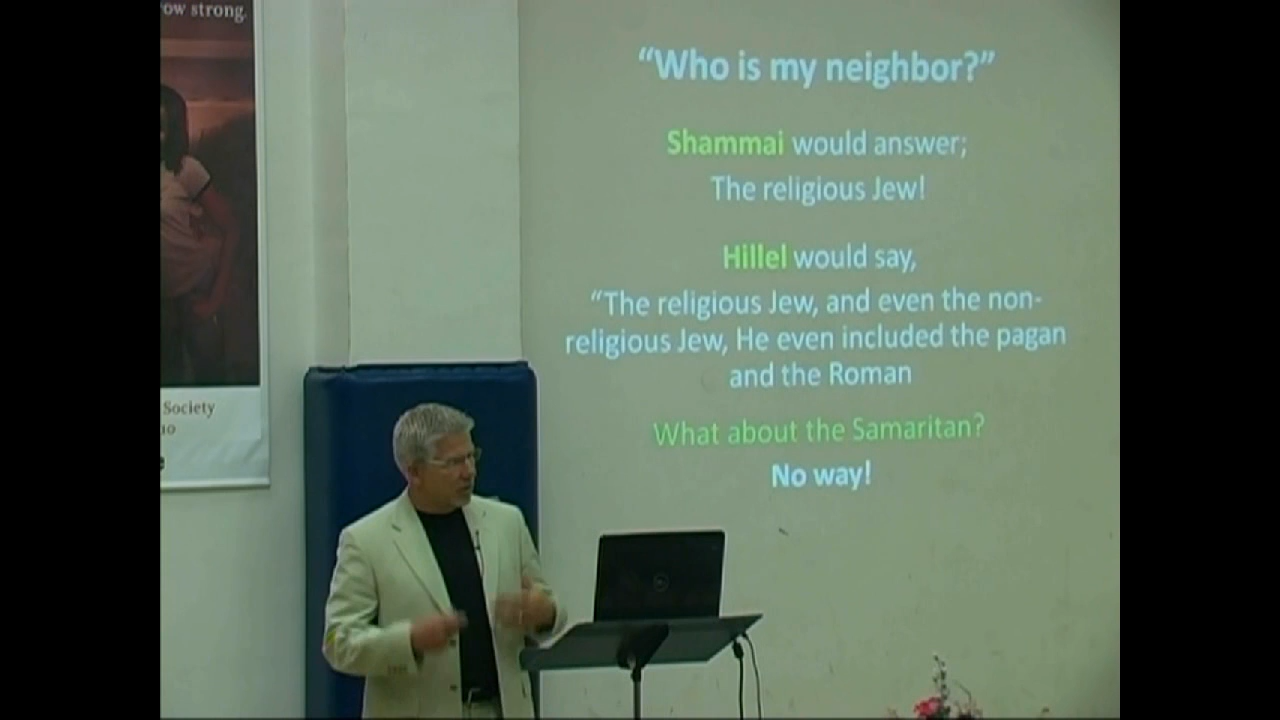 ow strong.
Society
10
"Who is my neighbor?"
Shammai would answer;
The religious Jew!
Hillel would say,
"The religious Jew, and even the non-
religious Jew, He even included the pagan
and the Roman
What about the Samaritan?
No way!